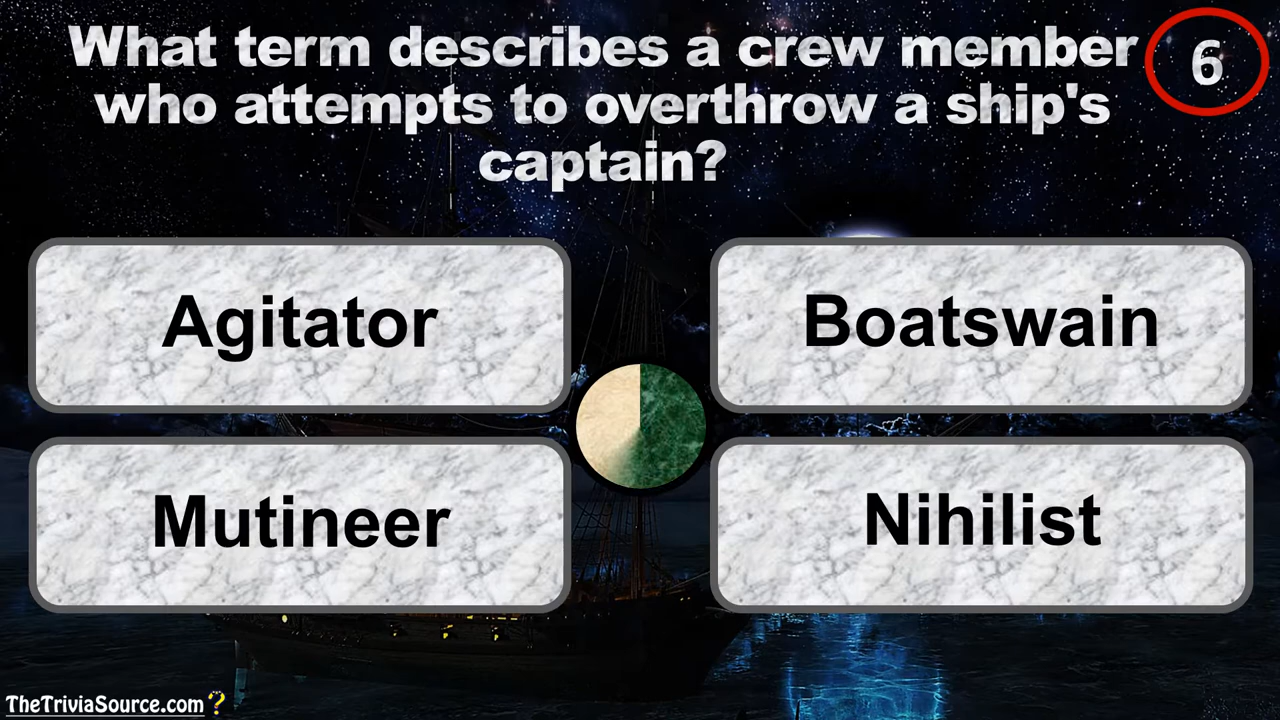 What term describes a crew member
who attempts to overthrow a ship's
captain?
6
Agitator
Boatswain
Mutineer
Nihilist
TheTriviaSource.com?